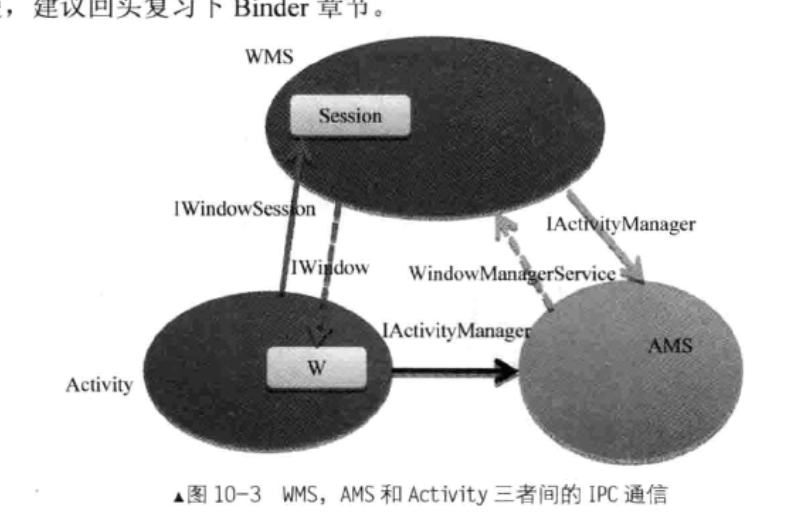 ，建议回头复习下 Binder 章节。
WMS
Session
IWindowSession
IActivityManager
IWindow
WindowManagerService
IActivityManager
AMS
W
Activity
▲图 10-3 WMS, AMS 和 Activity 三者间的 IPC 通信